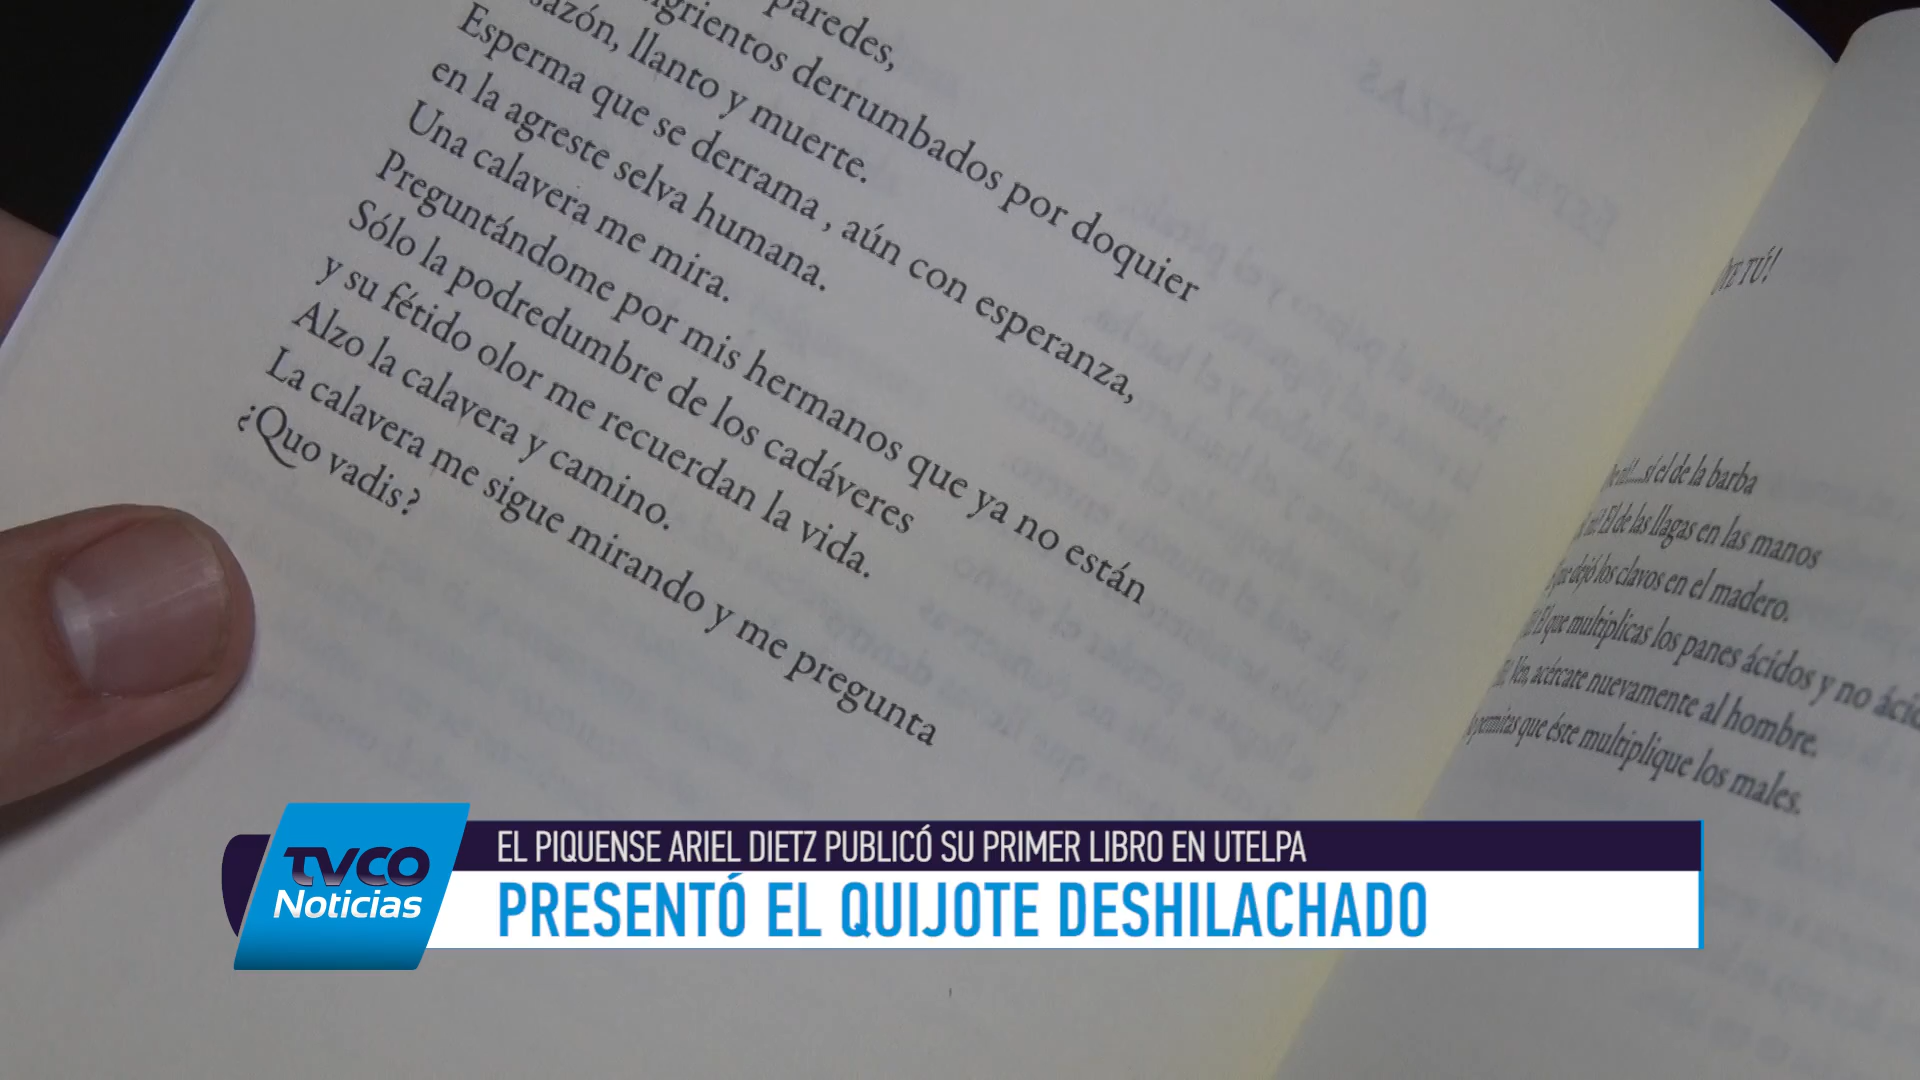 paredes,
derrumbados por doquier
llanto y muerte.
Esperma que se derrama , aún con esperanza,
en la agreste selva humana.
Una calavera me mira.
Preguntándome por mis hermanos que ya no están
Sólo la podredumbre de los cadáveres
y su fétido olor me recuerdan la vida.
Alzo la calavera y camino.
La calavera me sigue mirando y me pregunta
¿Quo vadis?
TÚ!
sí el de la barba
El de las llagas en las manos
que dejó los clavos en el madero.
El que multiplicas los panes ácidos y no
Ven, acércate nuevamente al hombre.
permitas que éste multiplique los males.
TVCO
Noticias
EL PIQUENSE ARIEL DIETZ PUBLICÓ SU PRIMER LIBRO EN UTELPA
PRESENTÓ EL QUIJOTE DESHILACHADO